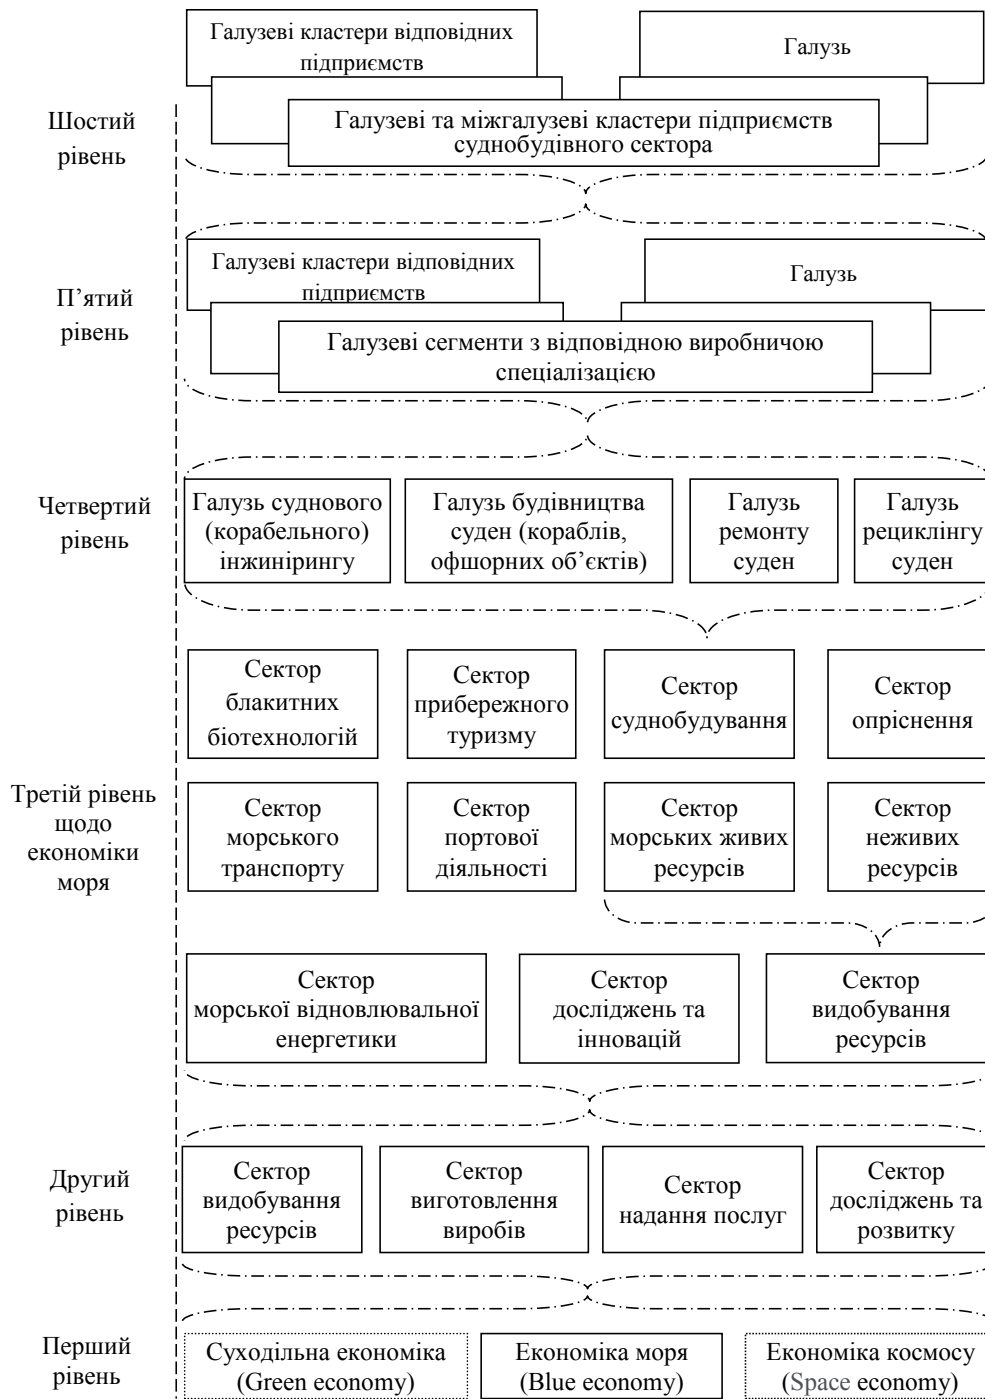 Галузеві кластери відповідних
підприємств
Галузь
Шостий
рівень
Галузеві та міжгалузеві кластери підприємств
суднобудівного сектора
Галузеві кластери відповідних
підприємств
Галузь
П’ятий
рівень
Галузеві сегменти з відповідною виробничою
спеціалізацією
Четвертий
рівень
Галузь суднового
(корабельного)
інжинірингу
Галузь будівництва
суден (кораблів,
офшорних об’єктів)
Галузь
ремонту
суден
Галузь
рециклінгу
суден
Третій рівень
щодо
економіки
моря
Сектор
блакитних
біотехнологій
Сектор
прибережного
туризму
Сектор
суднобудування
Сектор
опріснення
Сектор
морського
транспорту
Сектор
портової
діяльності
Сектор
морських живих
ресурсів
Сектор
неживих
ресурсів
Сектор
морської відновлювальної
енергетики
Сектор
досліджень та
інновацій
Сектор
видобування
ресурсів
Другий
рівень
Сектор
видобування
ресурсів
Сектор
виготовлення
виробів
Сектор
надання послуг
Сектор
досліджень та
розвитку
Перший
рівень
Суходільна економіка
(Green economy)
Економіка моря
(Blue economy)
Економіка космосу
(Space economy)